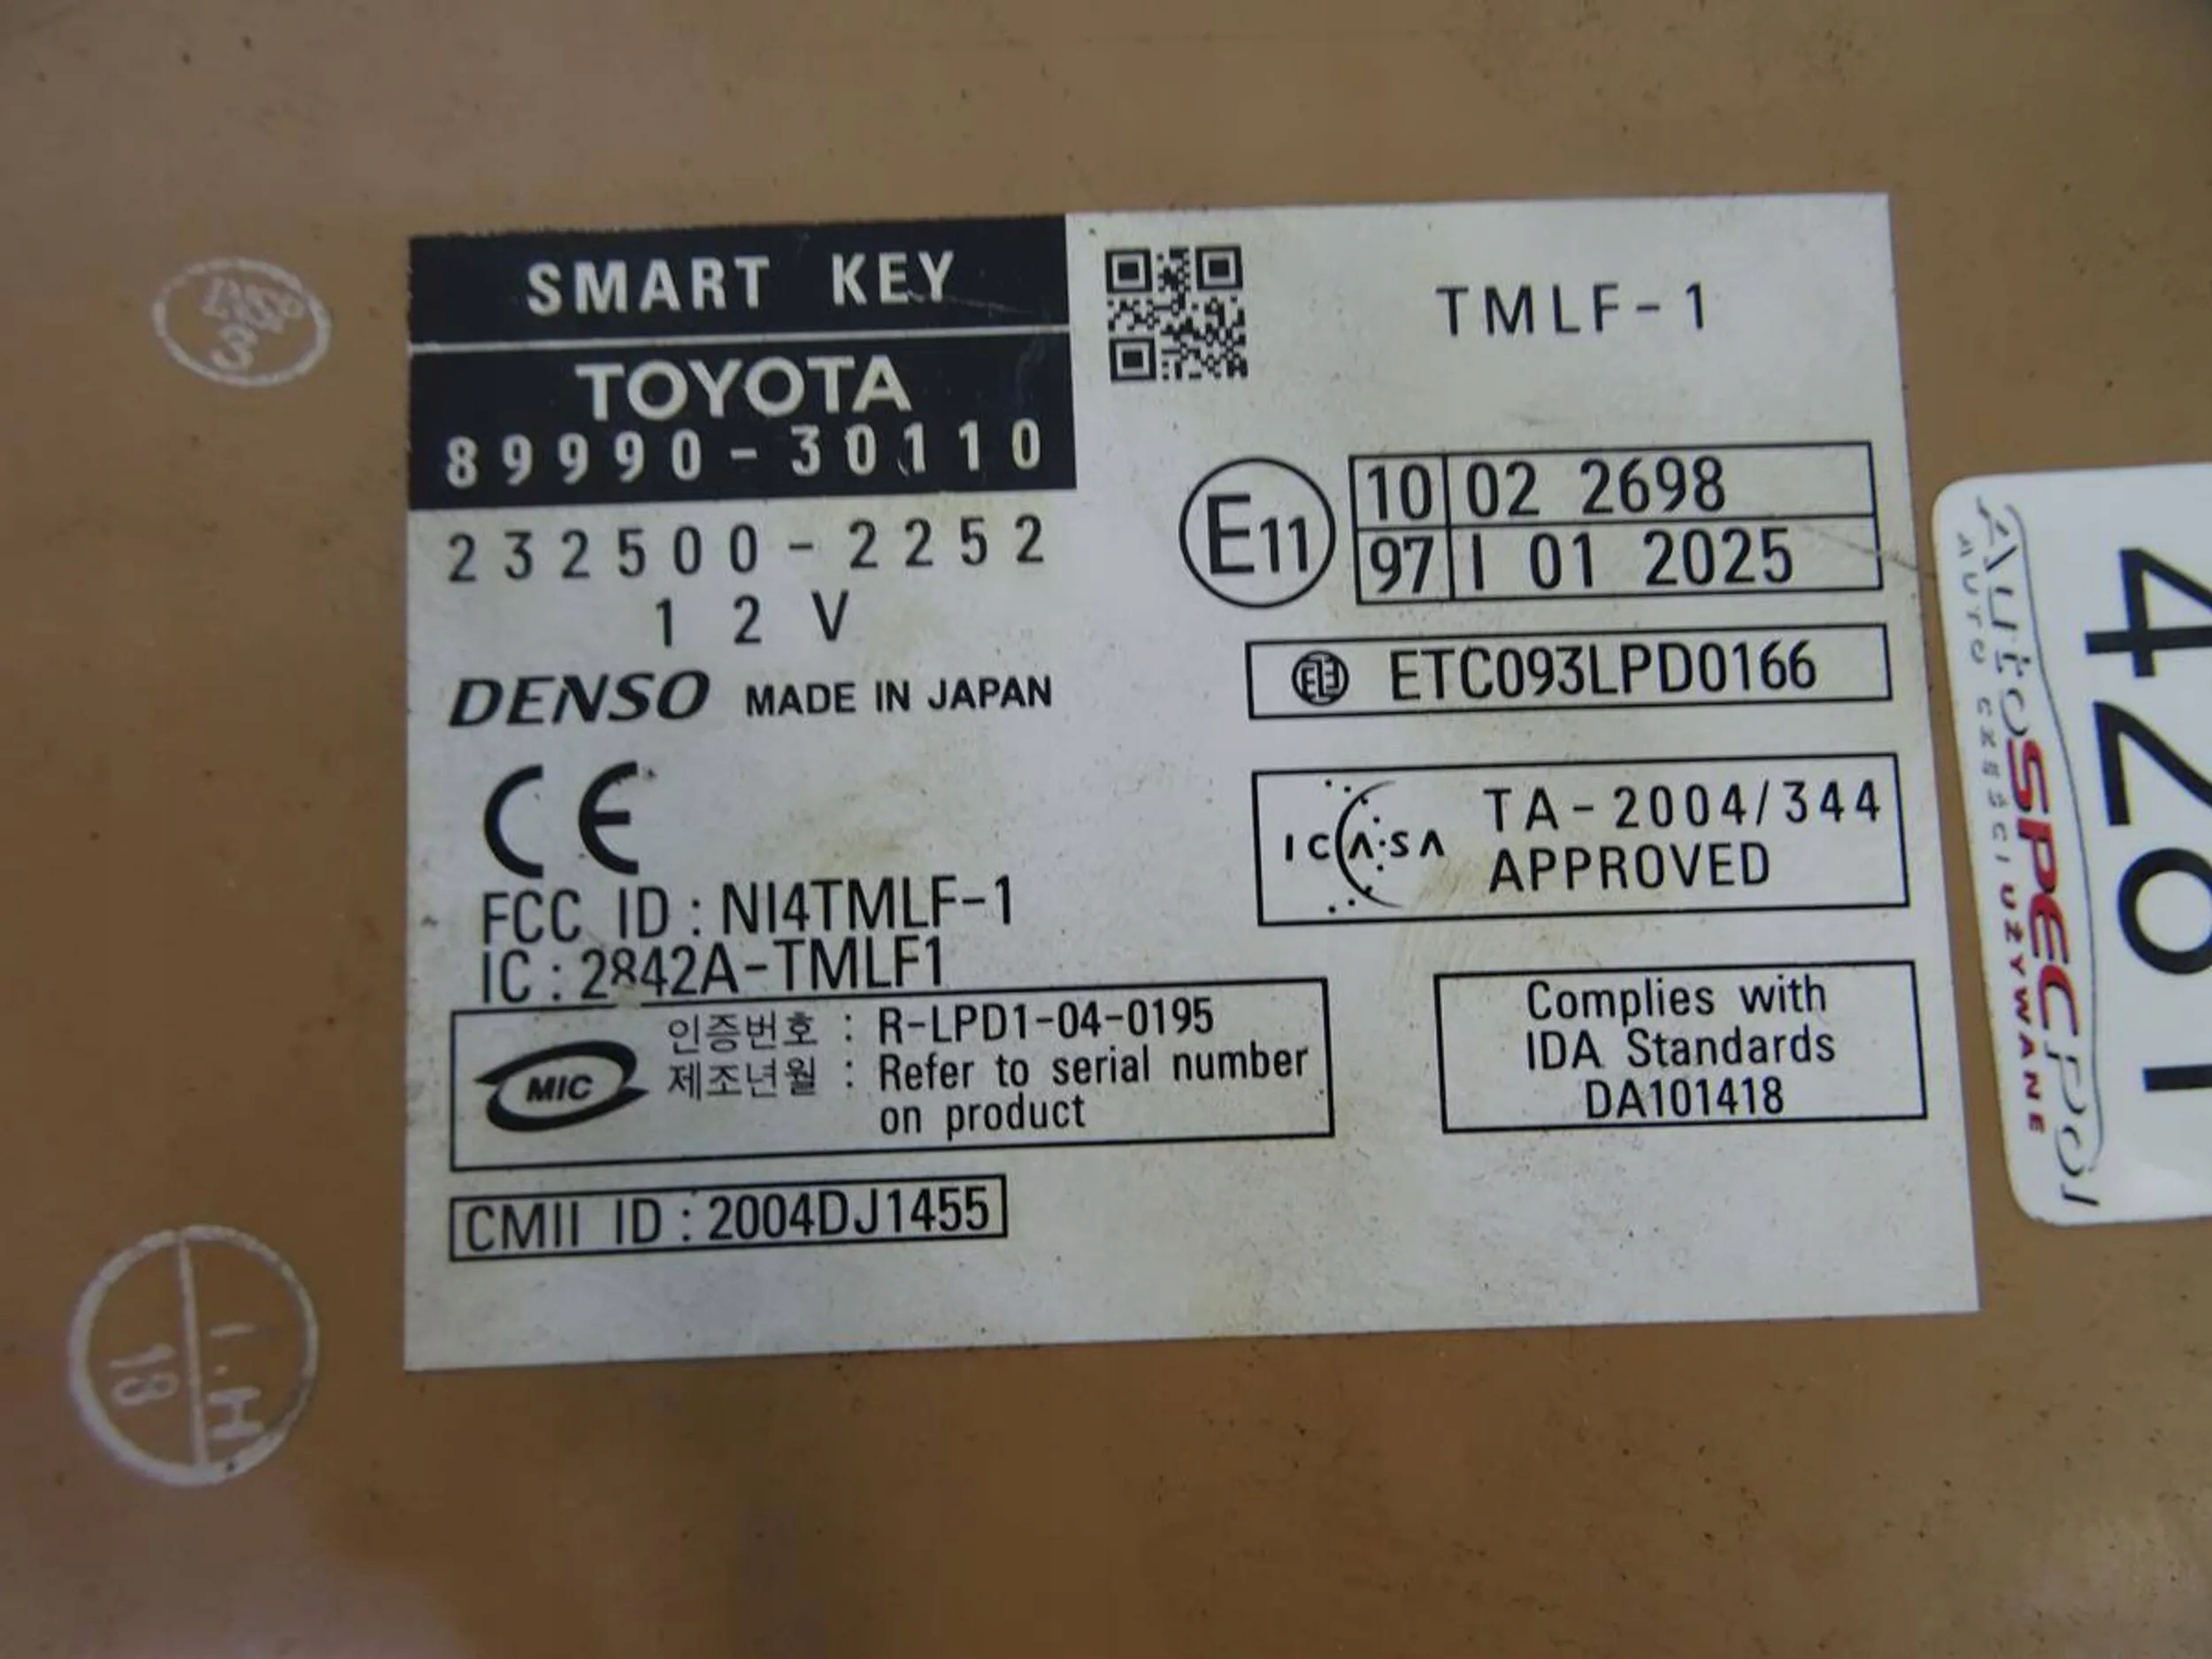 SMART KEY
TOYOTA
89990-30110
232500-2252
12V
DENSO MADE IN JAPAN
CE
FCC ID : NI4TMLF-1
IC : 2842A-TMLF1
MIC
인증번호 : R-LPD1-04-0195
제조년월 : Refer to serial number
on product
CMII ID : 2004DJ1455
TMLF-1
E11
10 02 2698
97 I 01 2025
ETC093LPD0166
ICASA
TA-2004/344
APPROVED
Complies with
IDA Standards
DA101418
AutoSPECpol
AUTO CZĘŚCI UŻYWANE
I.H
18